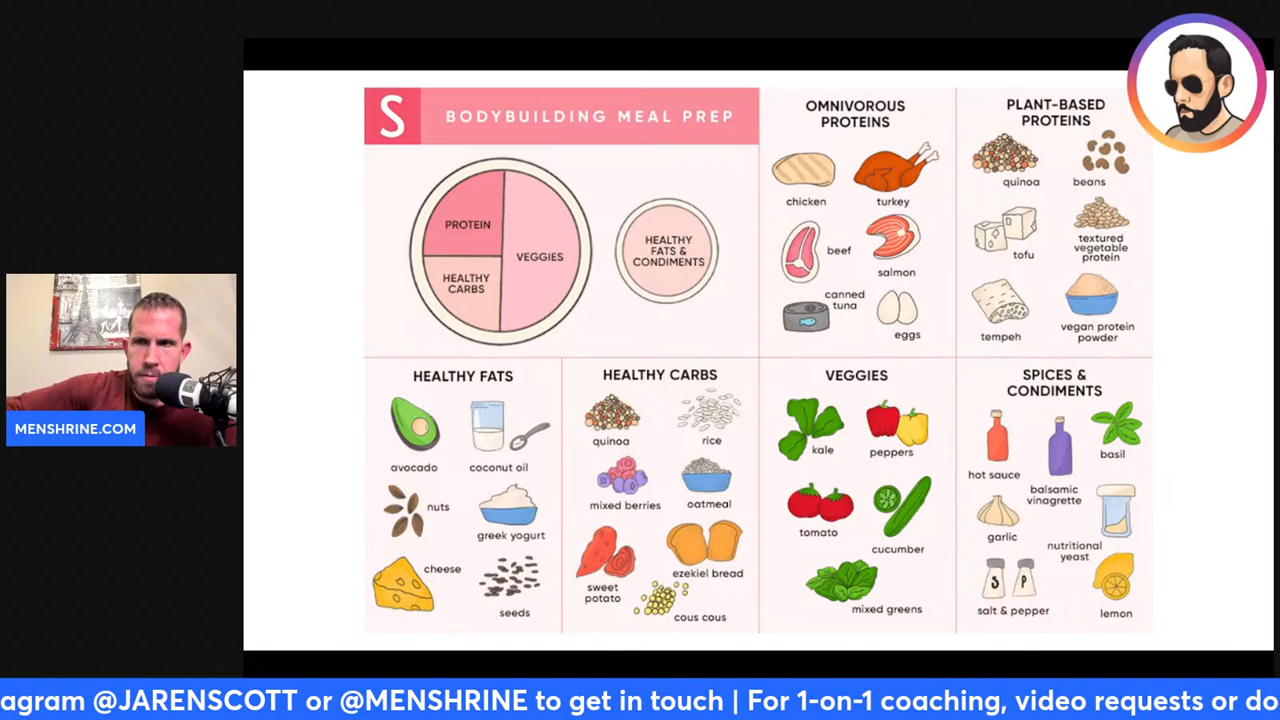 S
BODYBUILDING MEAL PREP
PROTEIN
HEALTHY
CARBS
VEGGIES
HEALTHY
FATS &
CONDIMENTS
OMNIVOROUS
PROTEINS
chicken
turkey
beef
salmon
canned
tuna
eggs
PLANT-BASED
PROTEINS
quinoa
beans
tofu
textured
vegetable
protein
tempeh
vegan protein
powder
HEALTHY FATS
avocado
coconut oil
nuts
greek yogurt
cheese
seeds
HEALTHY CARBS
quinoa
rice
mixed berries
oatmeal
sweet
potato
ezekiel bread
cous cous
VEGGIES
kale
peppers
tomato
cucumber
mixed greens
SPICES &
CONDIMENTS
hot sauce
balsamic
vinagrette
basil
garlic
nutritional
yeast
S P
salt & pepper
lemon
MENSHRINE.COM
agram @JARENSCOTT or @MENSHRINE to get in touch | For 1-on-1 coaching, video requests or do